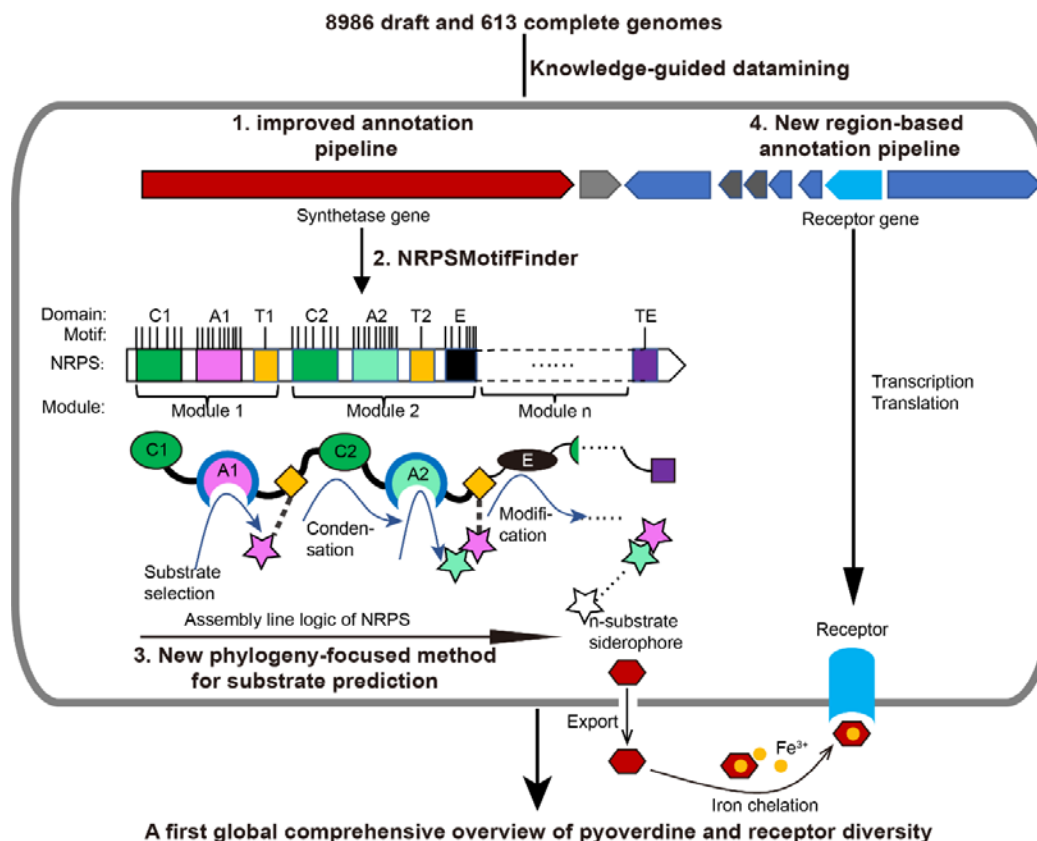 8986 draft and 613 complete genomes
Knowledge-guided datamining
1. improved annotation
pipeline
4. New region-based
annotation pipeline
Synthetase gene
Receptor gene
2. NRPSMotifFinder
Domain:
C1
A1
T1
C2
A2
T2
E
TE
Motif:
NRPS:
......
Module:
Module 1
Module 2
Module n
Transcription
Translation
C1
A1
C2
A2
E
Substrate
selection
Conden-
sation
Modifi-
cation
Assembly line logic of NRPS
n-substrate
siderophore
3. New phylogeny-focused method
for substrate prediction
Receptor
Export
Fe³⁺
Iron chelation
A first global comprehensive overview of pyoverdine and receptor diversity